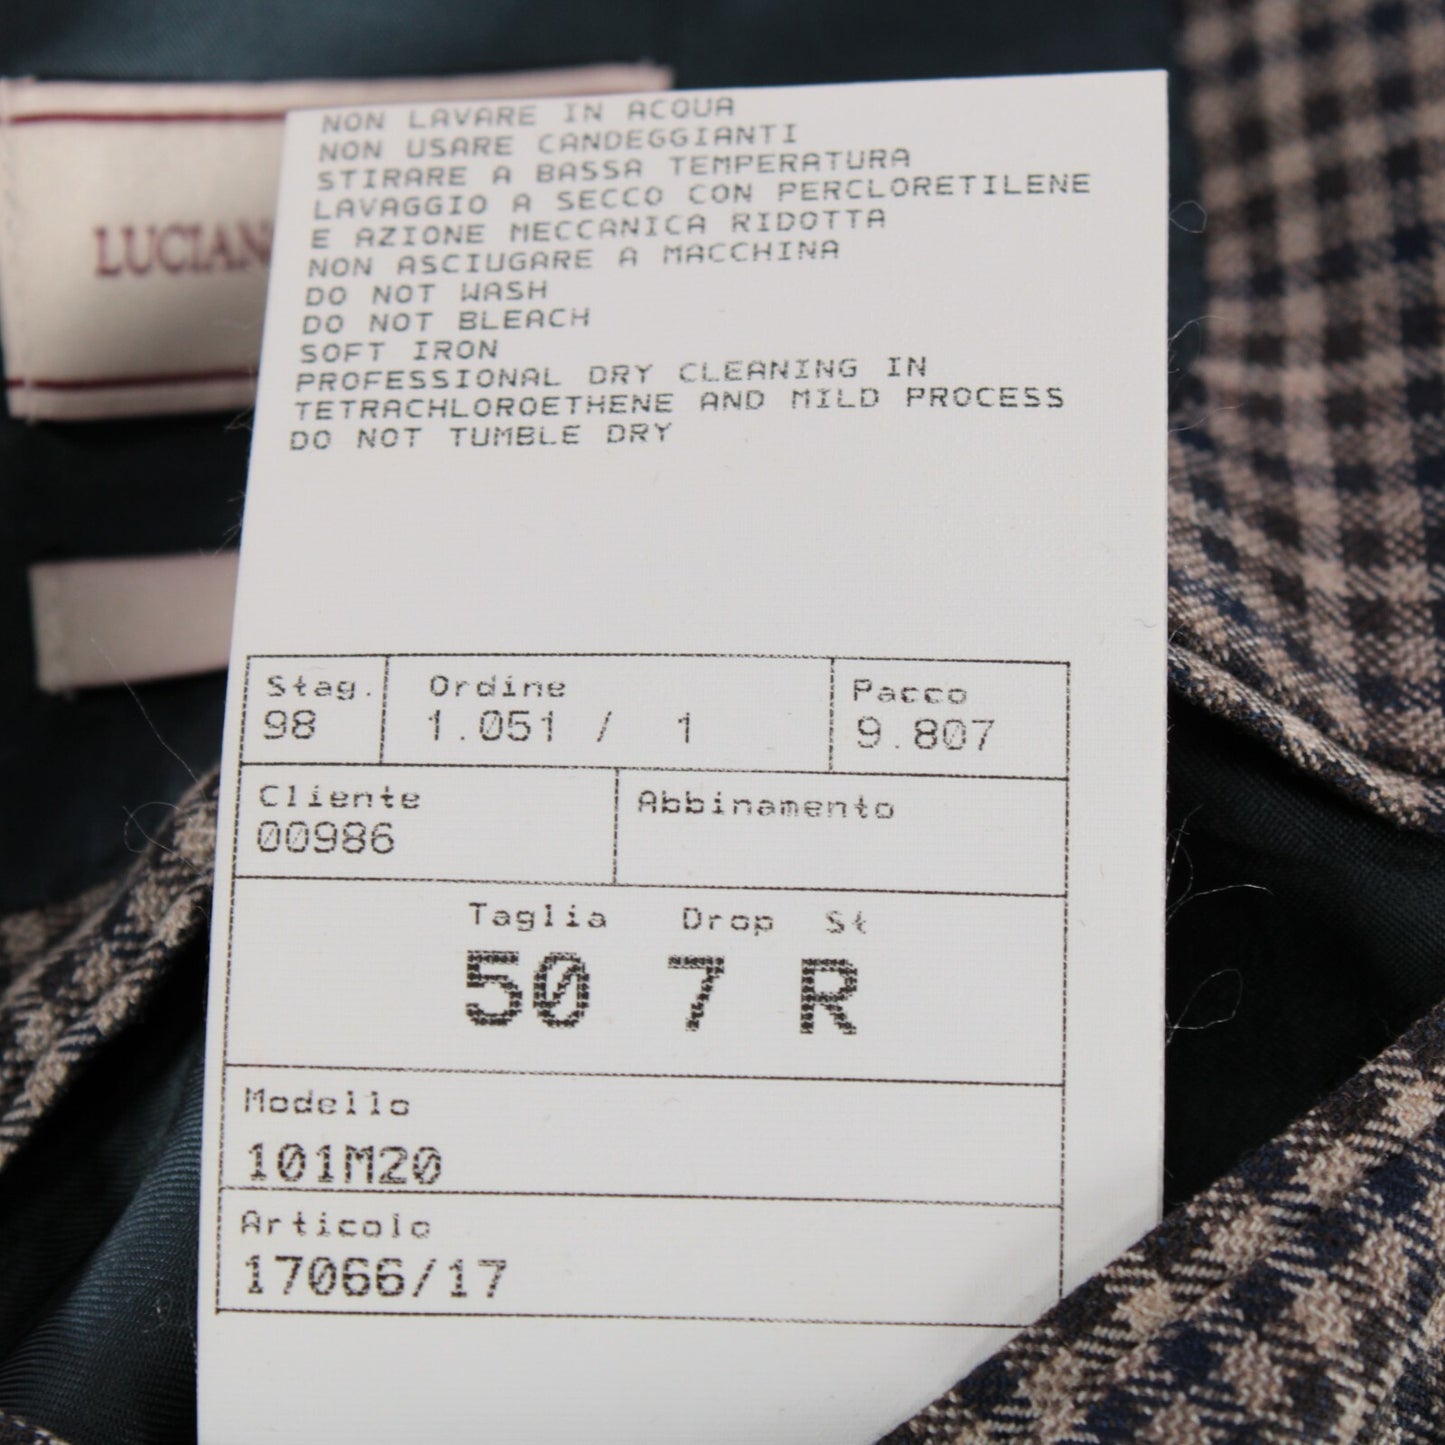 NON LAVARE IN ACQUA
NON USARE CANDEGGIANTI
STIRARE A BASSA TEMPERATURA
LAVAGGIO A SECCO CON PERCLORETILENE
E AZIONE MECCANICA RIDOTTA
NON ASCIUGARE A MACCHINA
DO NOT WASH
DO NOT BLEACH
SOFT IRON
PROFESSIONAL DRY CLEANING IN
TETRACHLOROETHENE AND MILD PROCESS
DO NOT TUMBLE DRY
LUCIAN
Stag. Ordine Pacco
98 1.051 / 1 9.807
Cliente Abbinamento
00986
Taglia Drop St
50 7 R
Modello
101M20
Articolo
17066/17